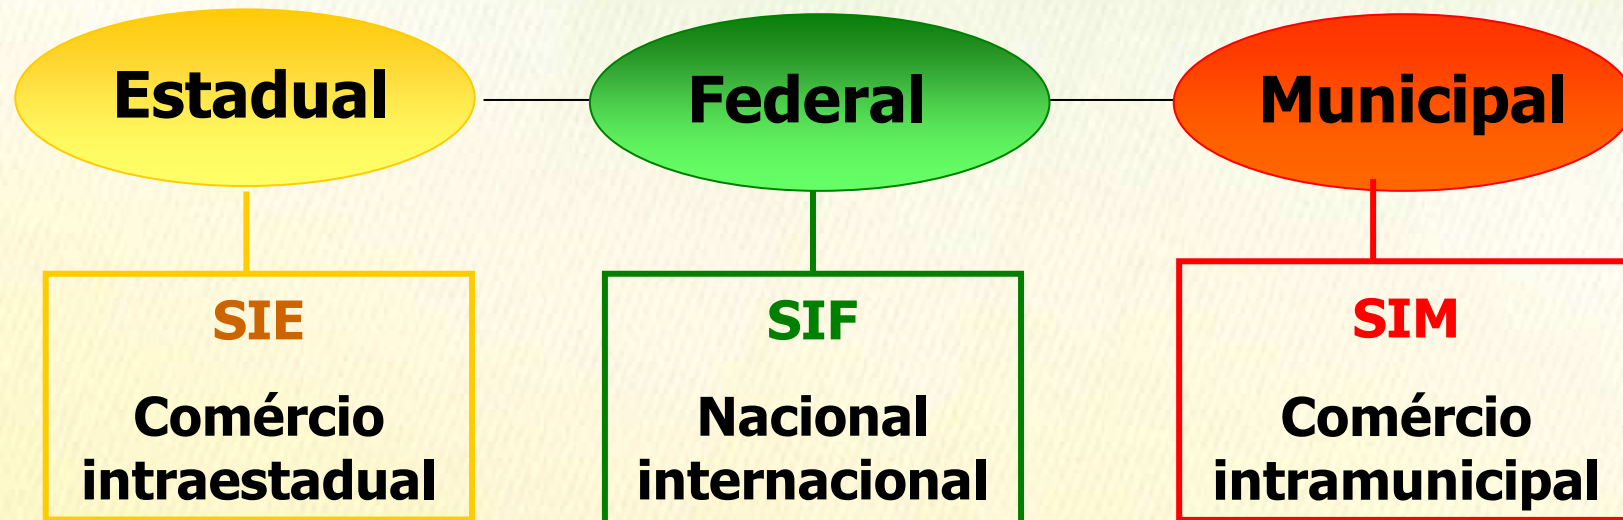 Estadual
Federal
Municipal
SIE
Comércio
intraestadual
SIF
Nacional
internacional
SIM
Comércio
intramunicipal